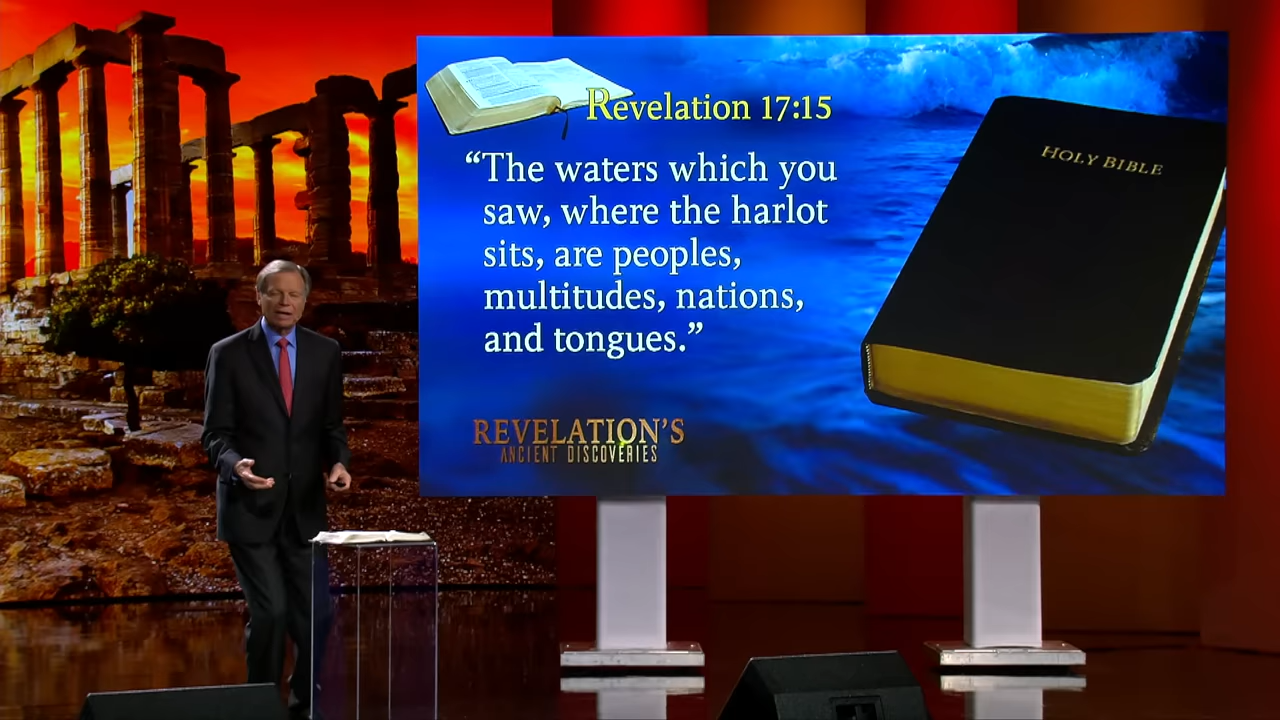 Revelation 17:15
“The waters which you
saw, where the harlot
sits, are peoples,
multitudes, nations,
and tongues.”
HOLY BIBLE
REVELATION’S
ANCIENT DISCOVERIES